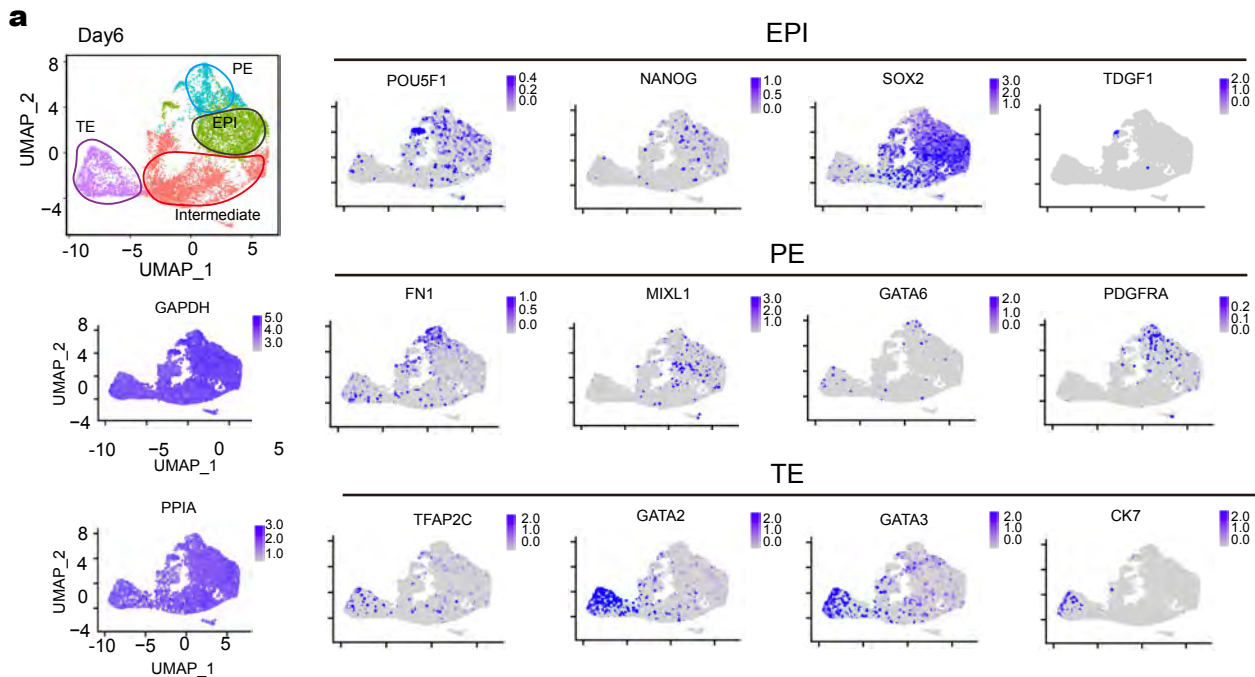 a
Day6
8
4
0
−4
UMAP_2
PE
EPI
TE
Intermediate
-10 −5 0 5
UMAP_1
EPI
POU5F1
0.4
0.2
0.0
NANOG
1.0
0.5
0.0
SOX2
3.0
2.0
1.0
TDGF1
2.0
1.0
0.0
GAPDH
5.0
4.0
3.0
8
4
0
−4
UMAP_2
-10 −5 0 5
UMAP_1
PE
FN1
1.0
0.5
0.0
MIXL1
3.0
2.0
1.0
GATA6
2.0
1.0
0.0
PDGFRA
0.2
0.1
0.0
PPIA
3.0
2.0
1.0
8
4
0
−4
UMAP_2
-10 −5 0 5
UMAP_1
TE
TFAP2C
2.0
1.0
0.0
GATA2
2.0
1.0
0.0
GATA3
2.0
1.0
0.0
CK7
2.0
1.0
0.0